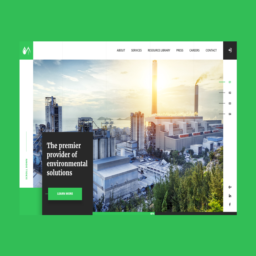 ABOUT
SERVICES
RESOURCE LIBRARY
PRESS
CAREERS
CONTACT
The premier
provider of
environmental
solutions
LEARN MORE